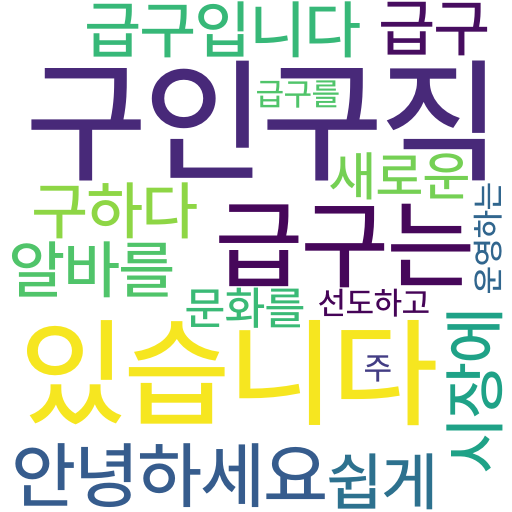 급구입니다 급구
구인구직
급구를
새로운
구하다
급구는
운영하는
알바를
문화를
선도하고
있습니다
주
시장에
안녕하세요
쉽게